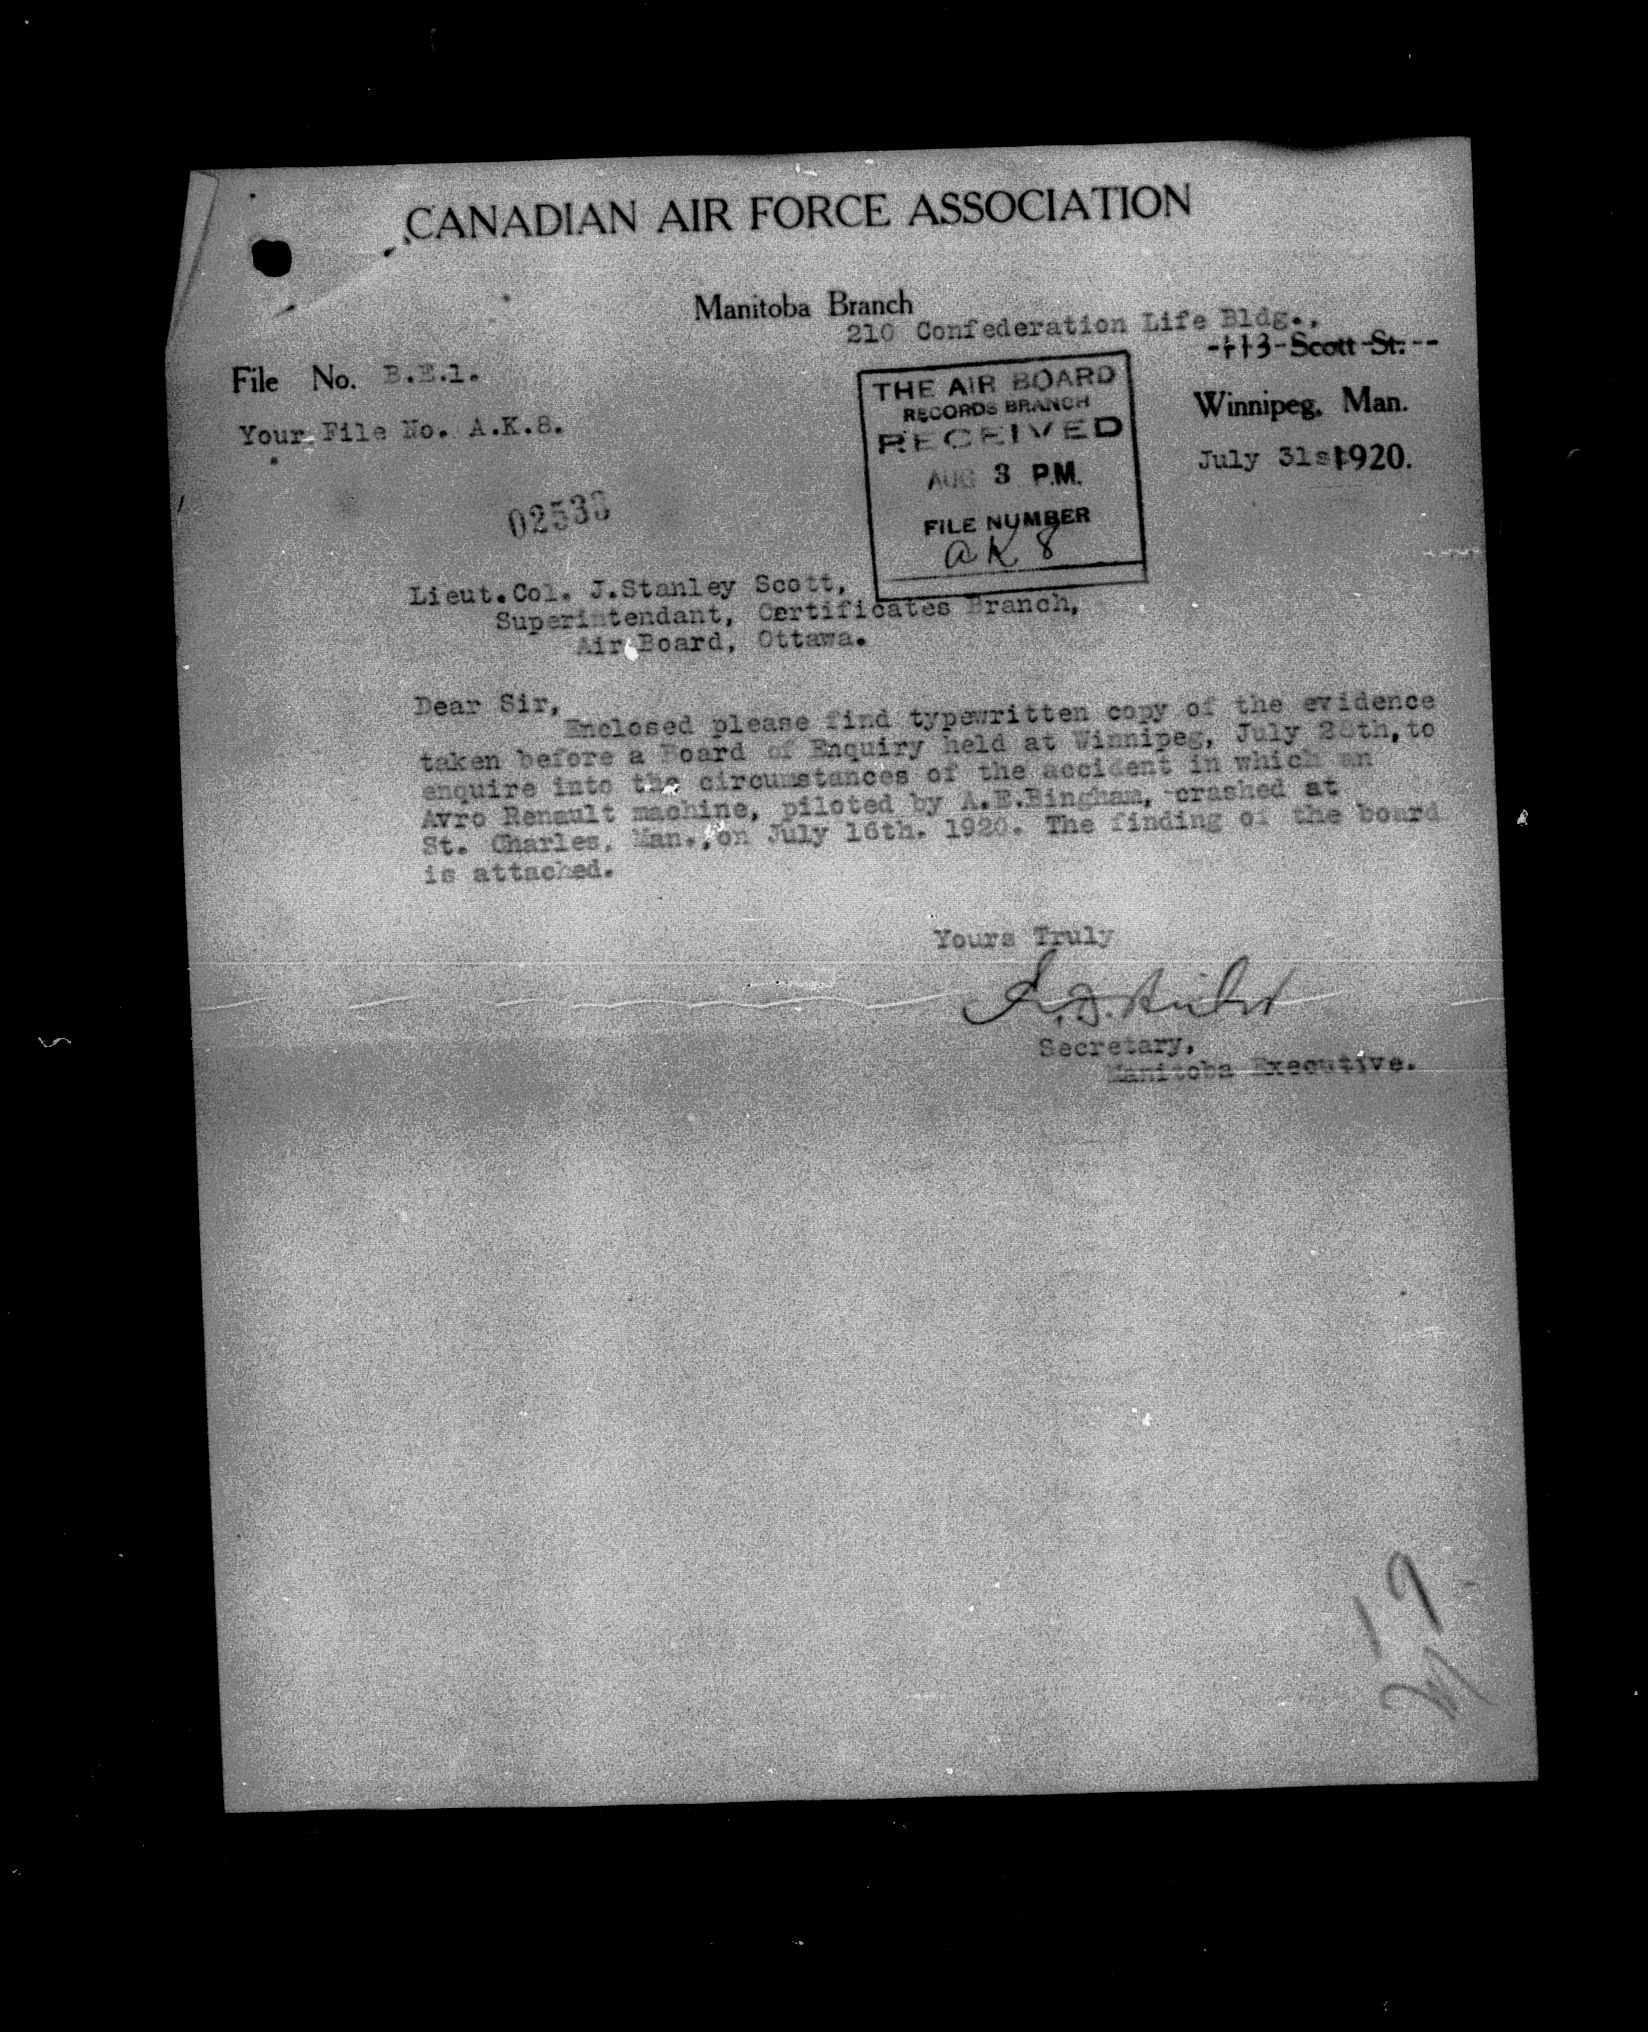 CANADIAN AIR FORCE ASSOCIATION
Manitoba Branch
210 Confederation Life Bldg.,
113 Scott St.
File No. B.E.1.
Your File No. A.K.8.
Winnipeg, Man.
July 31st 1920.
THE AIR BOARD
RECORDS BRANCH
RECEIVED
AUG 3 P.M.
FILE NUMBER
AK 8
02533
Lieut.Col. J.Stanley Scott,
Superintendant, Certificates Branch,
Air Board, Ottawa.
Dear Sir,
Enclosed please find typewritten copy of the evidence
taken before a Board of Enquiry held at Winnipeg, July 28th, to
enquire into the circumstances of the accident in which an
Avro Renault machine, piloted by A.E.Bingham, crashed at
St. Charles, Man., on July 16th. 1920. The finding of the board
is attached.
Yours Truly
Secretary,
Manitoba Executive.